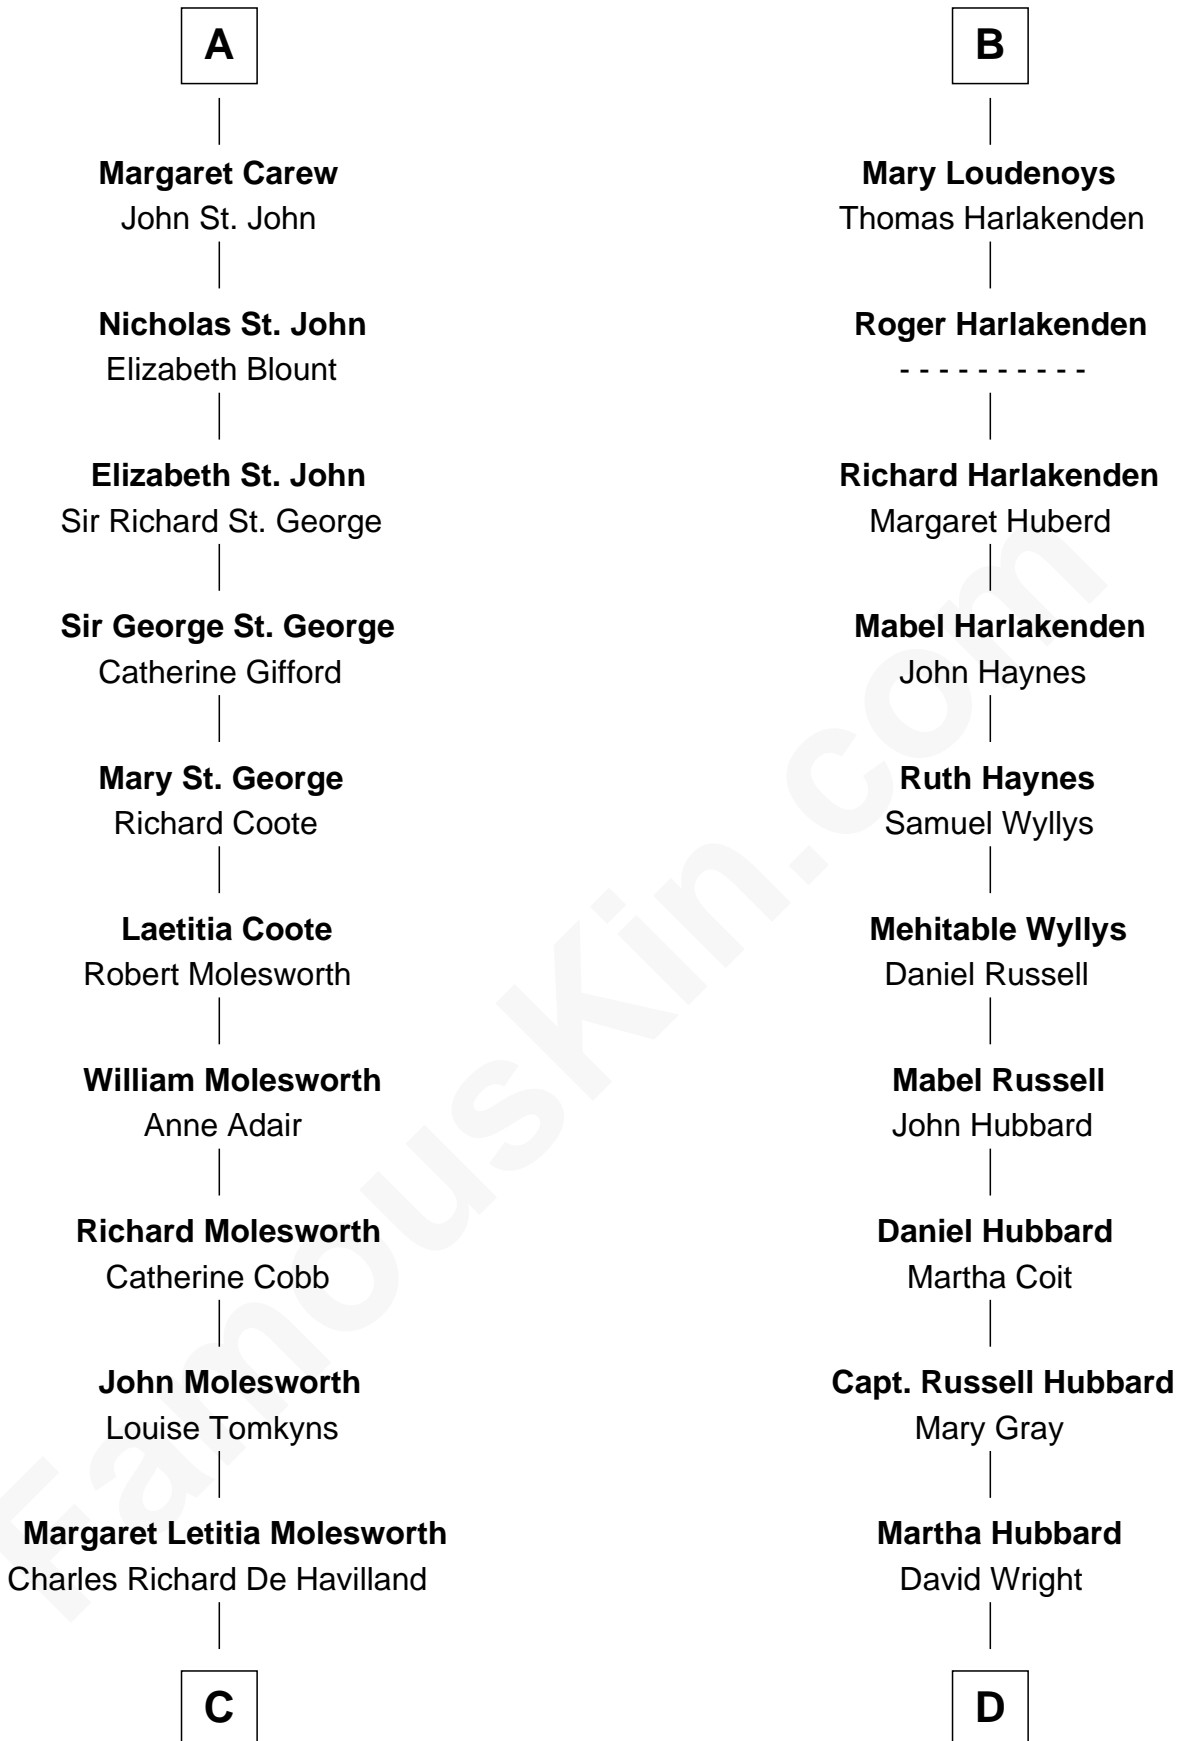 A
Margaret Carew
John St. John
Nicholas St. John
Elizabeth Blount
Elizabeth St. John
Sir Richard St. George
Sir George St. George
Catherine Gifford
Mary St. George
Richard Coote
Laetitia Coote
Robert Molesworth
William Molesworth
Anne Adair
Richard Molesworth
Catherine Cobb
John Molesworth
Louise Tomkyns
Margaret Letitia Molesworth
Charles Richard De Havilland
C
B
Mary Loudenoys
Thomas Harlakenden
Roger Harlakenden
- - - - - - - - - -
Richard Harlakenden
Margaret Huberd
Mabel Harlakenden
John Haynes
Ruth Haynes
Samuel Wyllys
Mehitable Wyllys
Daniel Russell
Mabel Russell
John Hubbard
Daniel Hubbard
Martha Coit
Capt. Russell Hubbard
Mary Gray
Martha Hubbard
David Wright
D
FamousKin.com